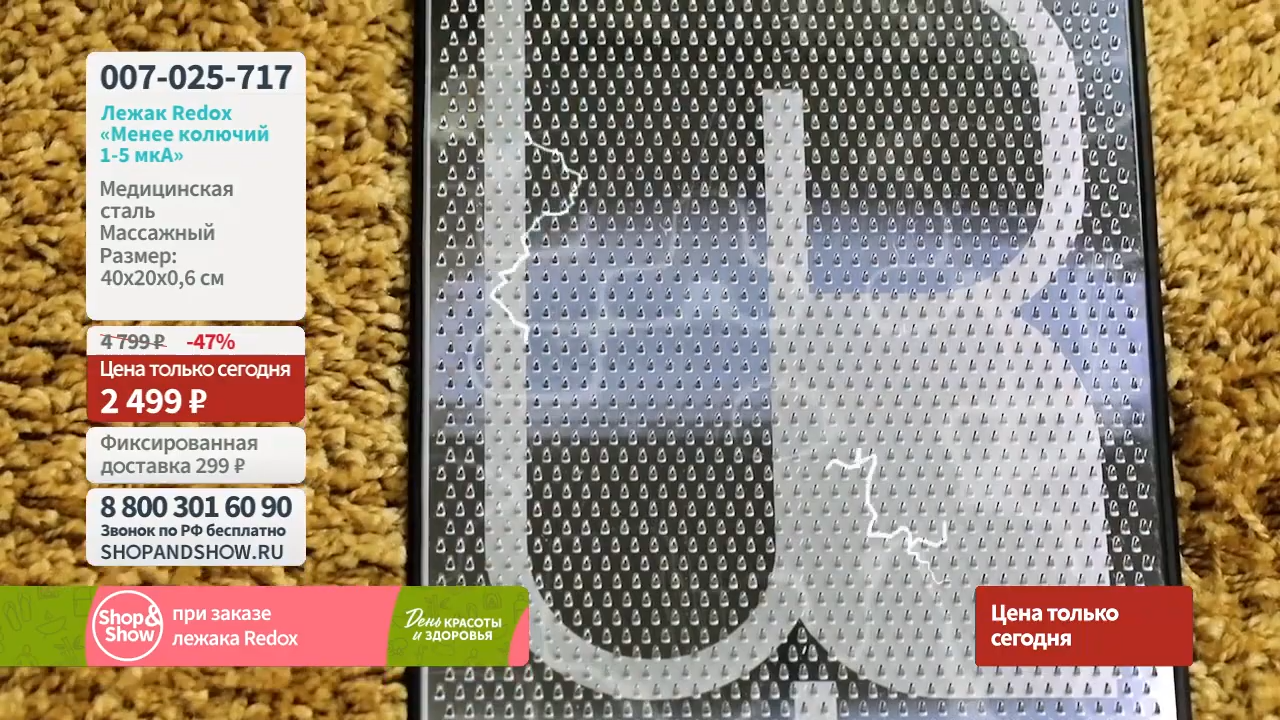 007-025-717
Лежак Redox
«Менее колючий
1-5 мкА»
Медицинская
сталь
Массажный
Размер:
40x20x0,6 см
4 799 ₽ -47%
Цена только сегодня
2 499 ₽
Фиксированная
доставка 299 ₽
8 800 301 60 90
Звонок по РФ бесплатно
SHOPANDSHOW.RU
Shop&
Show
при заказе
лежака Redox
День КРАСОТЫ
и ЗДОРОВЬЯ
Цена только
сегодня